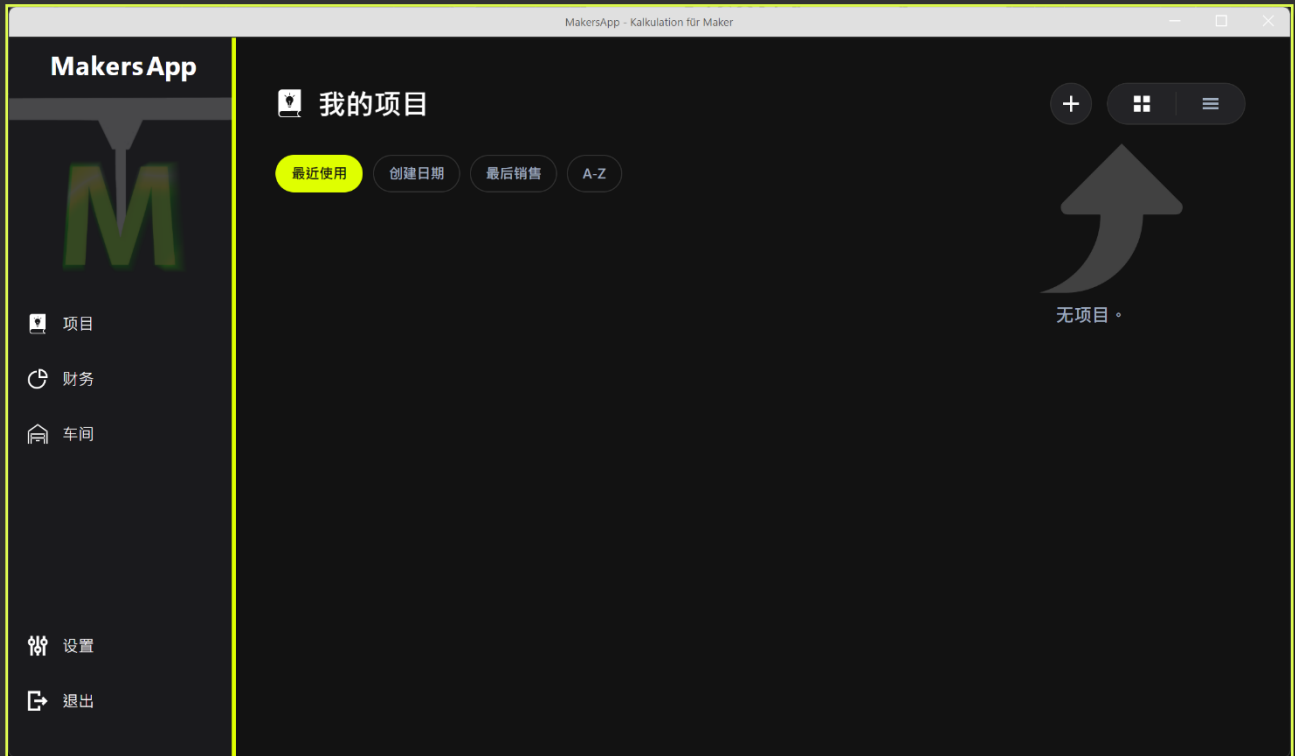 MakersApp - Kalkulation für Maker
MakersApp
M
项目
财务
车间
设置
退出
我的项目
最近使用
创建日期
最后销售
A-Z
无项目。